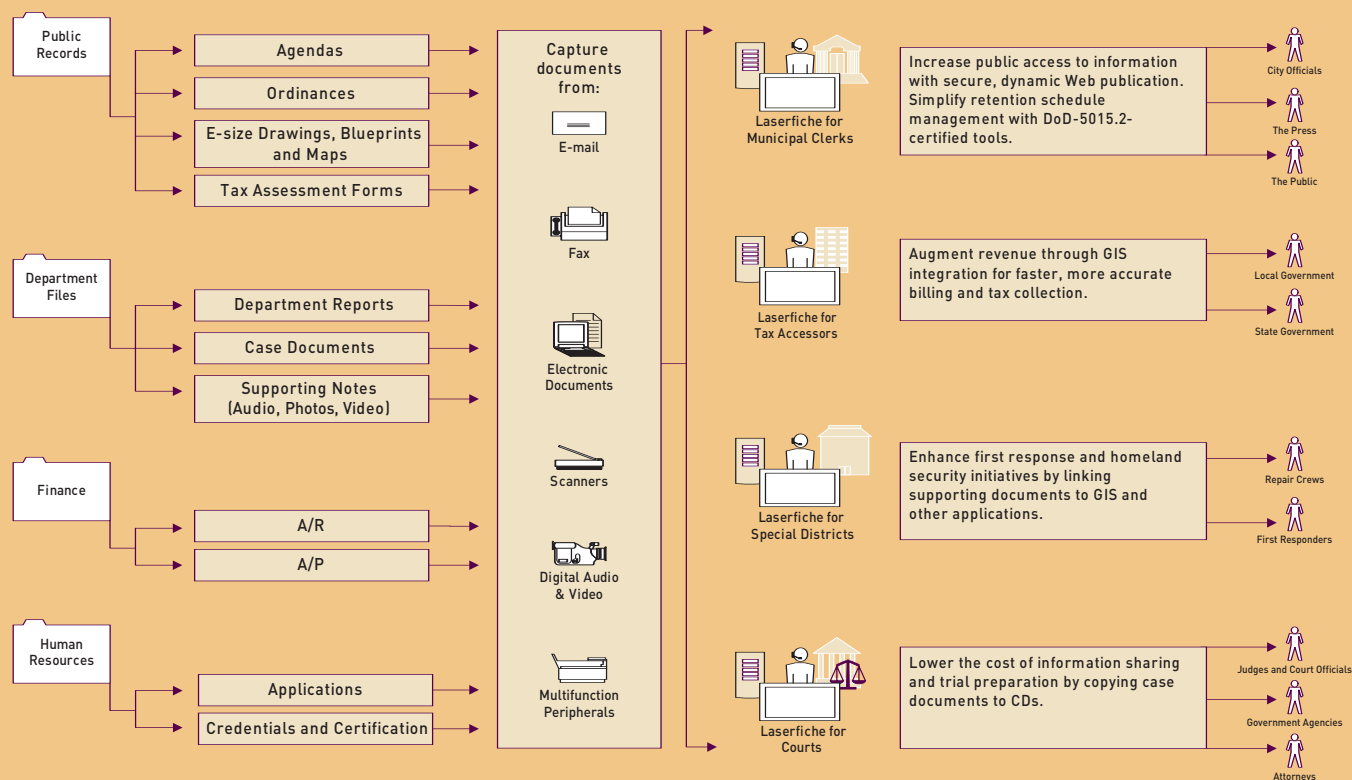 Public
Records
Agendas
Ordinances
E-size Drawings, Blueprints
and Maps
Tax Assessment Forms
Department
Files
Department Reports
Case Documents
Supporting Notes
(Audio, Photos, Video)
Finance
A/R
A/P
Human
Resources
Applications
Credentials and Certification
Capture
documents
from:
E-mail
Fax
Electronic
Documents
Scanners
Digital Audio
& Video
Multifunction
Peripherals
Laserfiche for
Municipal Clerks
Increase public access to information
with secure, dynamic Web publication.
Simplify retention schedule
management with DoD-5015.2-
certified tools.
City Officials
The Press
The Public
Laserfiche for
Tax Accessors
Augment revenue through GIS
integration for faster, more accurate
billing and tax collection.
Local Government
State Government
Laserfiche for
Special Districts
Enhance first response and homeland
security initiatives by linking
supporting documents to GIS and
other applications.
Repair Crews
First Responders
Laserfiche for
Courts
Lower the cost of information sharing
and trial preparation by copying case
documents to CDs.
Judges and Court Officials
Government Agencies
Attorneys